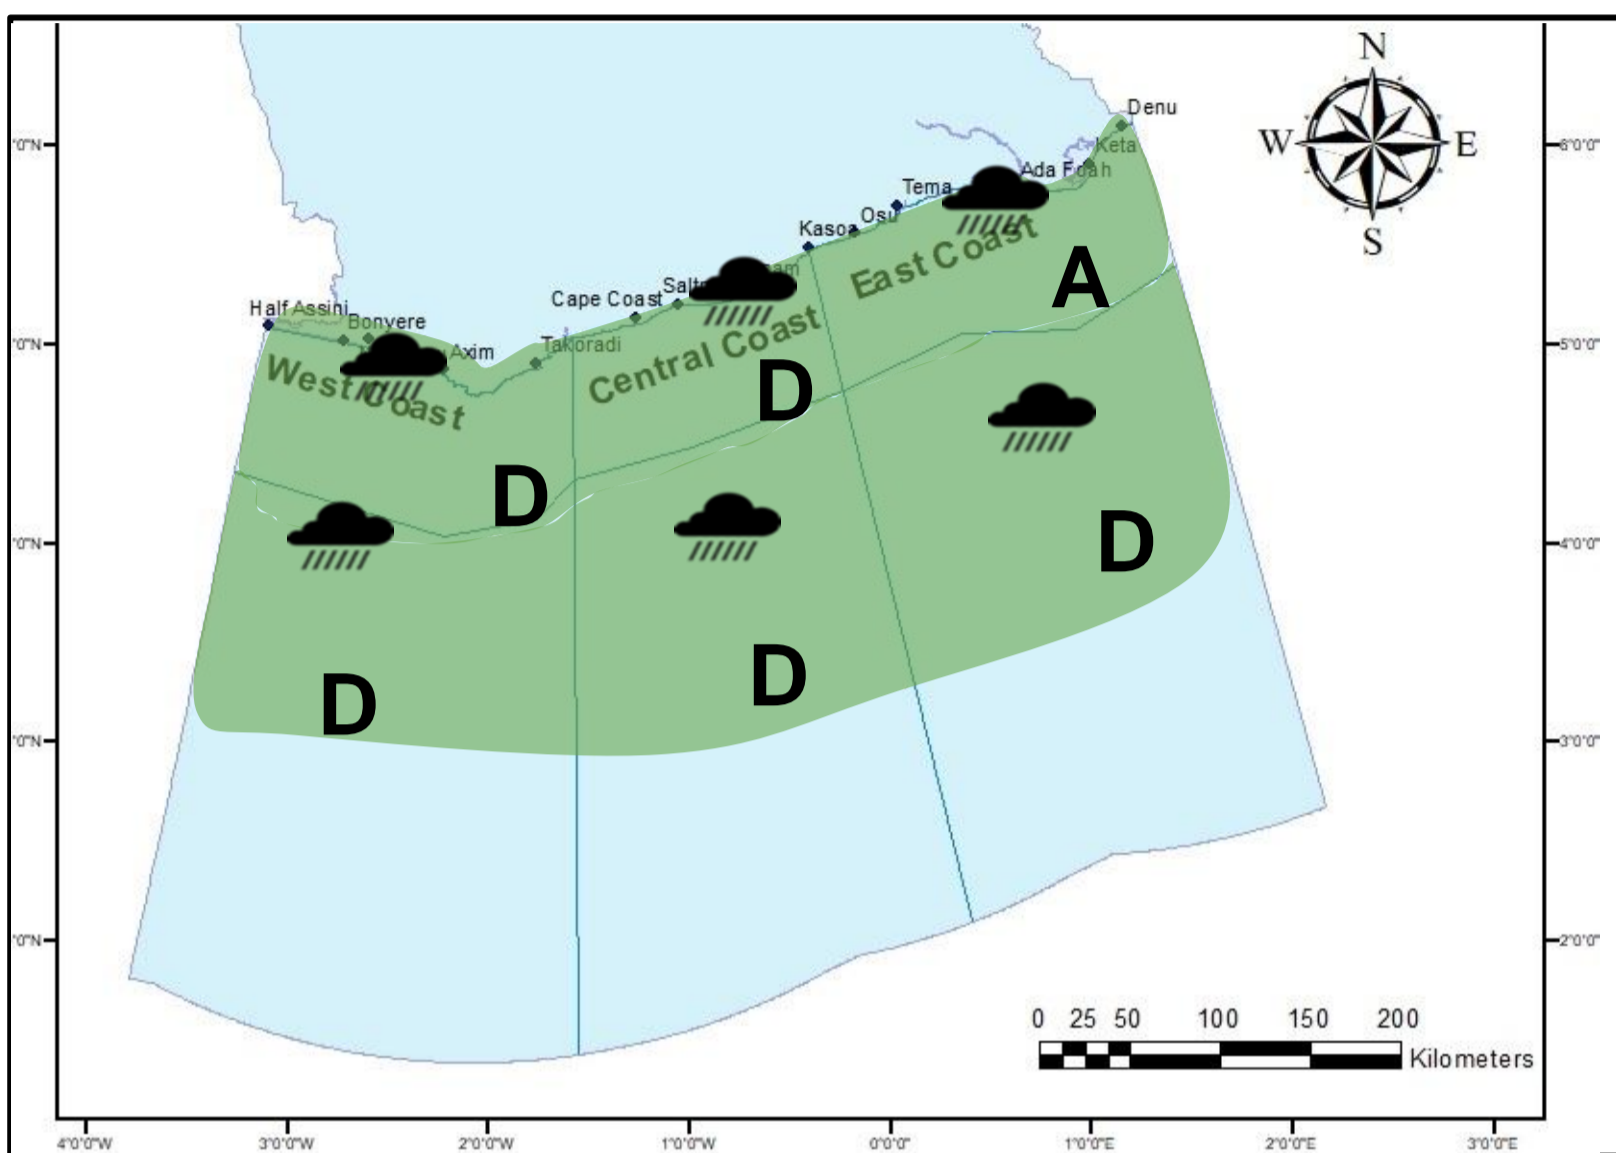 N
Denu
W
E
6°0'0"
Keta
Ada Foah
Tema
S
Osu
Kasoa
East Coast
A
Cape Coast
Half Assini
Bonyere
Central Coast
5°0'0"
Axim
Takoradi
West Coast
D
D
D
4°0'0"
D
D
3°0'0"
2°0'0"
0 25 50 100 150 200
Kilometers
4°0'0"W 3°0'0"W 2°0'0"W 1°0'0"W 0°0'0" 1°0'0"E 2°0'0"E 3°0'0"E